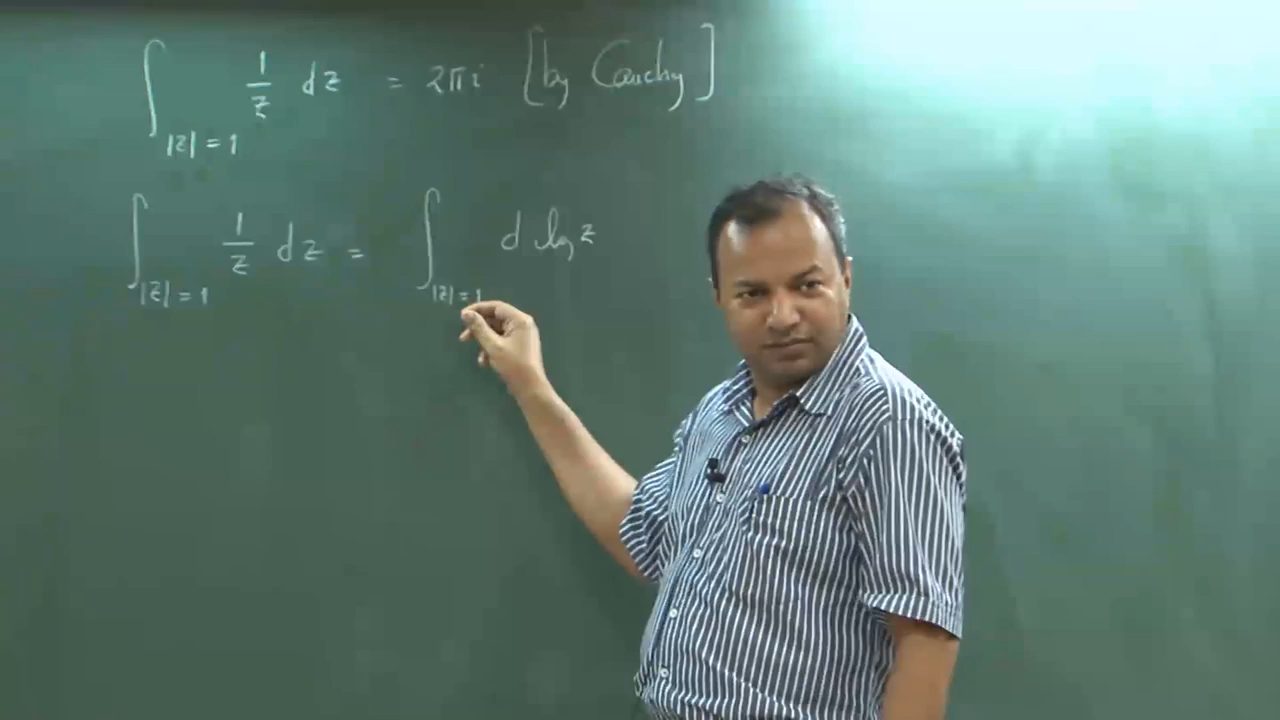 ∫_{|z|=1} 1/z dz = 2πi [by Cauchy]
∫_{|z|=1} 1/z dz = ∫_{|z|=1} d log z